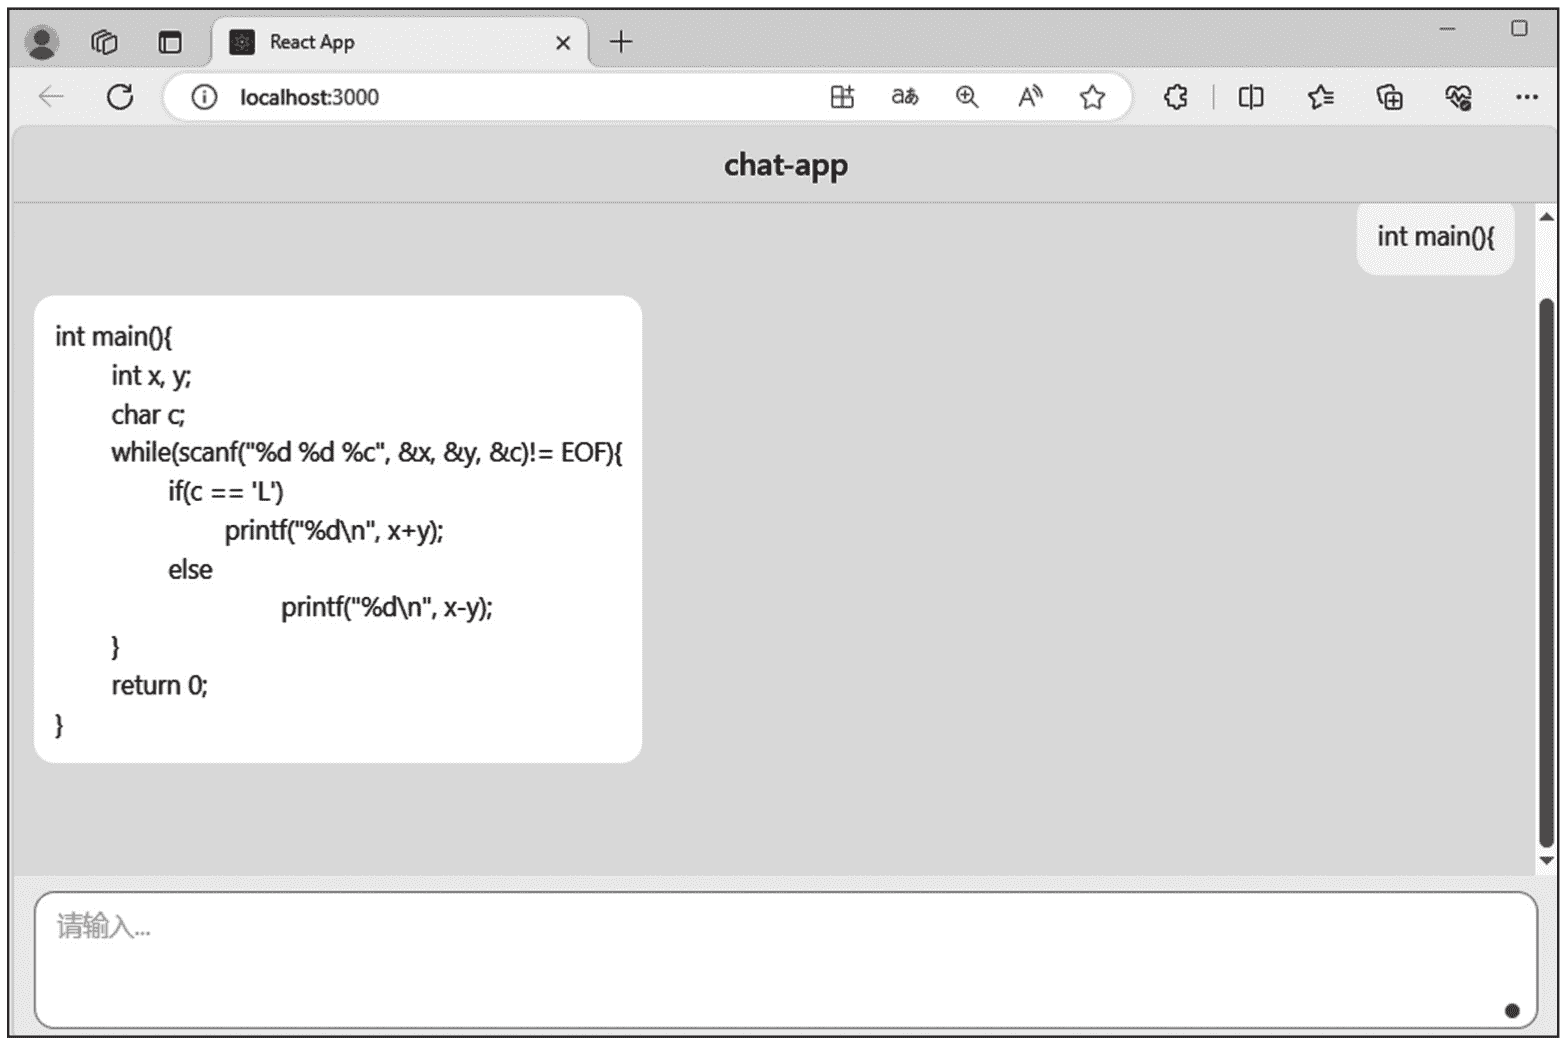 React App
localhost:3000
chat-app
int main(){
int main(){
int x, y;
char c;
while(scanf("%d %d %c", &x, &y, &c)!= EOF){
if(c == 'L')
printf("%d\n", x+y);
else
printf("%d\n", x-y);
}
return 0;
}
请输入...